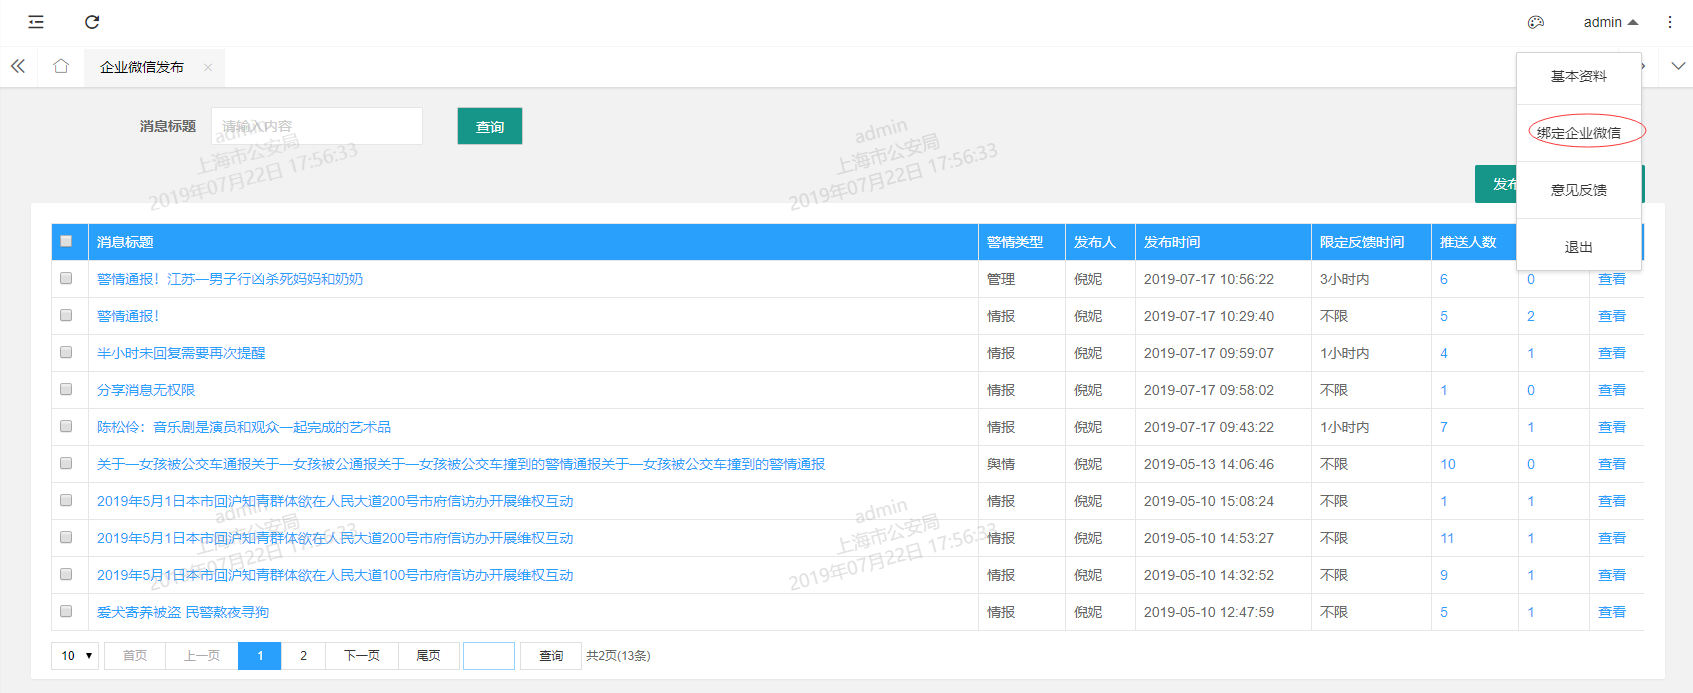 admin
企业微信发布
基本资料
绑定企业微信
意见反馈
退出
消息标题 请输入内容 查询
发布
admin
上海市公安局
2019年07月22日 17:56:33
admin
上海市公安局
2019年07月22日 17:56:33
消息标题 警情类型 发布人 发布时间 限定反馈时间 推送人数
警情通报！江苏一男子行凶杀死妈妈和奶奶 管理 倪妮 2019-07-17 10:56:22 3小时内 6 0 查看
警情通报！ 情报 倪妮 2019-07-17 10:29:40 不限 5 2 查看
半小时未回复需要再次提醒 情报 倪妮 2019-07-17 09:59:07 1小时内 4 1 查看
分享消息无权限 情报 倪妮 2019-07-17 09:58:02 不限 1 0 查看
陈松伶：音乐剧是演员和观众一起完成的艺术品 情报 倪妮 2019-07-17 09:43:22 1小时内 7 1 查看
关于一女孩被公交车通报关于一女孩被公通报关于一女孩被公交车撞到的警情通报关于一女孩被公交车撞到的警情通报 舆情 倪妮 2019-05-13 14:06:46 不限 10 0 查看
2019年5月1日本市回沪知青群体欲在人民大道200号市府信访办开展维权互动 情报 倪妮 2019-05-10 15:08:24 不限 1 1 查看
2019年5月1日本市回沪知青群体欲在人民大道200号市府信访办开展维权互动 情报 倪妮 2019-05-10 14:53:27 不限 11 1 查看
2019年5月1日本市回沪知青群体欲在人民大道100号市府信访办开展维权互动 情报 倪妮 2019-05-10 14:32:52 不限 9 1 查看
爱犬寄养被盗 民警熬夜寻狗 情报 倪妮 2019-05-10 12:47:59 不限 5 1 查看
admin
上海市公安局
2019年07月22日 17:56:33
admin
上海市公安局
2019年07月22日 17:56:33
10 首页 上一页 1 2 下一页 尾页 查询 共2页(13条)